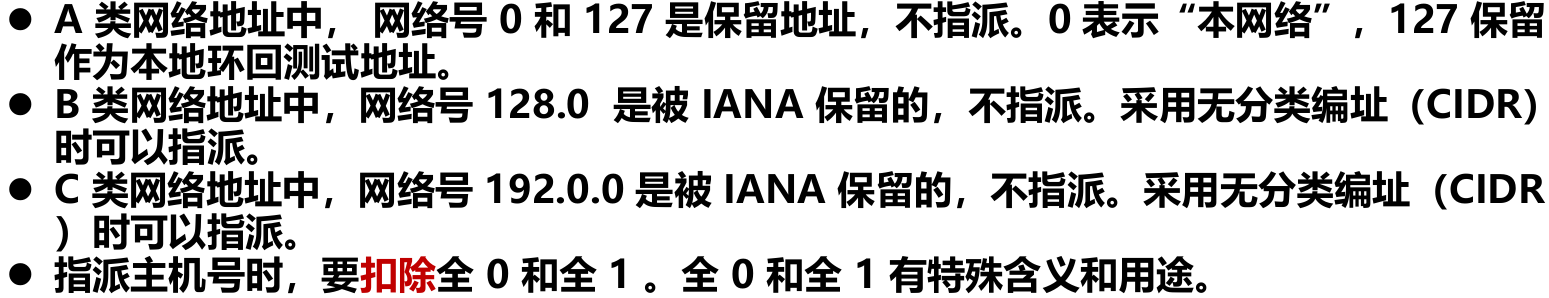 ● A 类网络地址中， 网络号 0 和 127 是保留地址，不指派。0 表示“本网络”，127 保留
作为本地环回测试地址。
● B 类网络地址中，网络号 128.0 是被 IANA 保留的，不指派。采用无分类编址（CIDR）
时可以指派。
● C 类网络地址中，网络号 192.0.0 是被 IANA 保留的，不指派。采用无分类编址（CIDR
）时可以指派。
● 指派主机号时，要扣除全 0 和全 1 。全 0 和全 1 有特殊含义和用途。